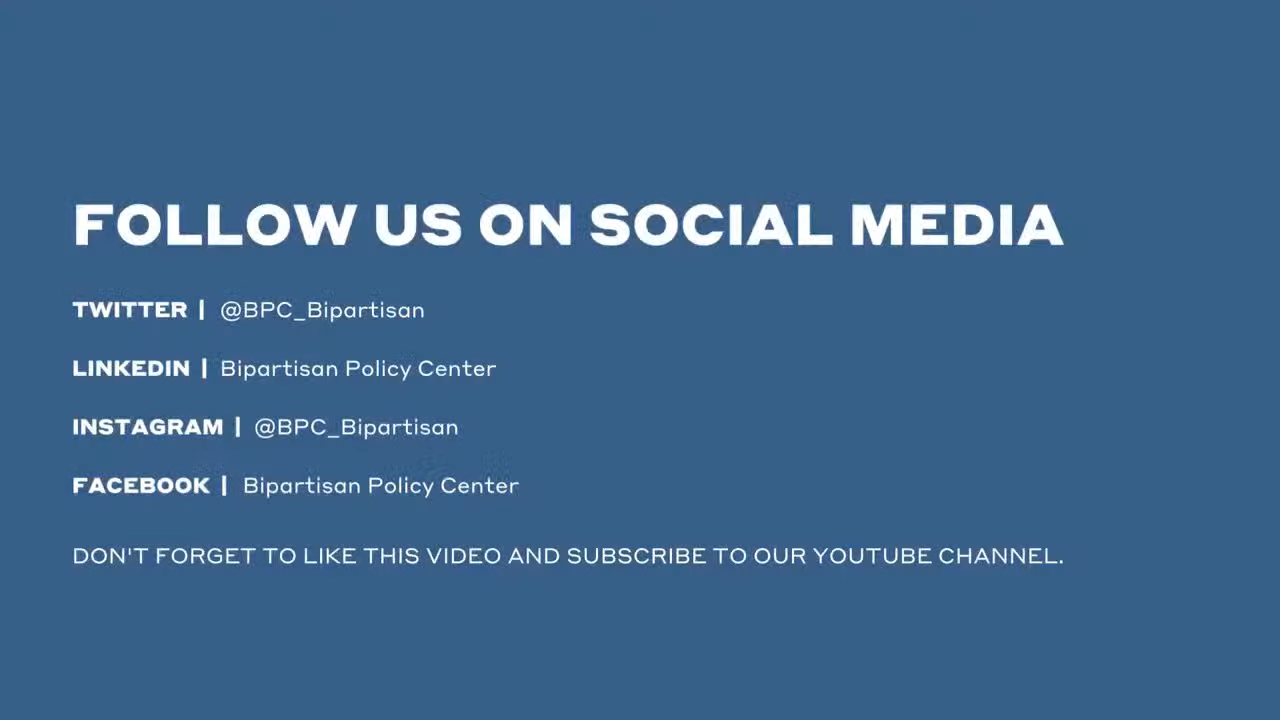 FOLLOW US ON SOCIAL MEDIA
TWITTER | @BPC_Bipartisan
LINKEDIN | Bipartisan Policy Center
INSTAGRAM | @BPC_Bipartisan
FACEBOOK | Bipartisan Policy Center
DON'T FORGET TO LIKE THIS VIDEO AND SUBSCRIBE TO OUR YOUTUBE CHANNEL.